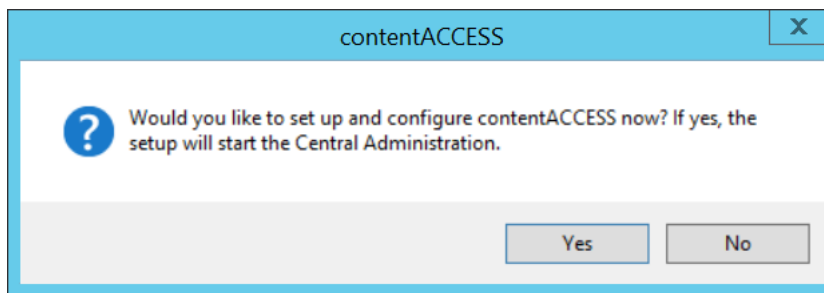 contentACCESS
X
?
Would you like to set up and configure contentACCESS now? If yes, the
setup will start the Central Administration.
Yes
No